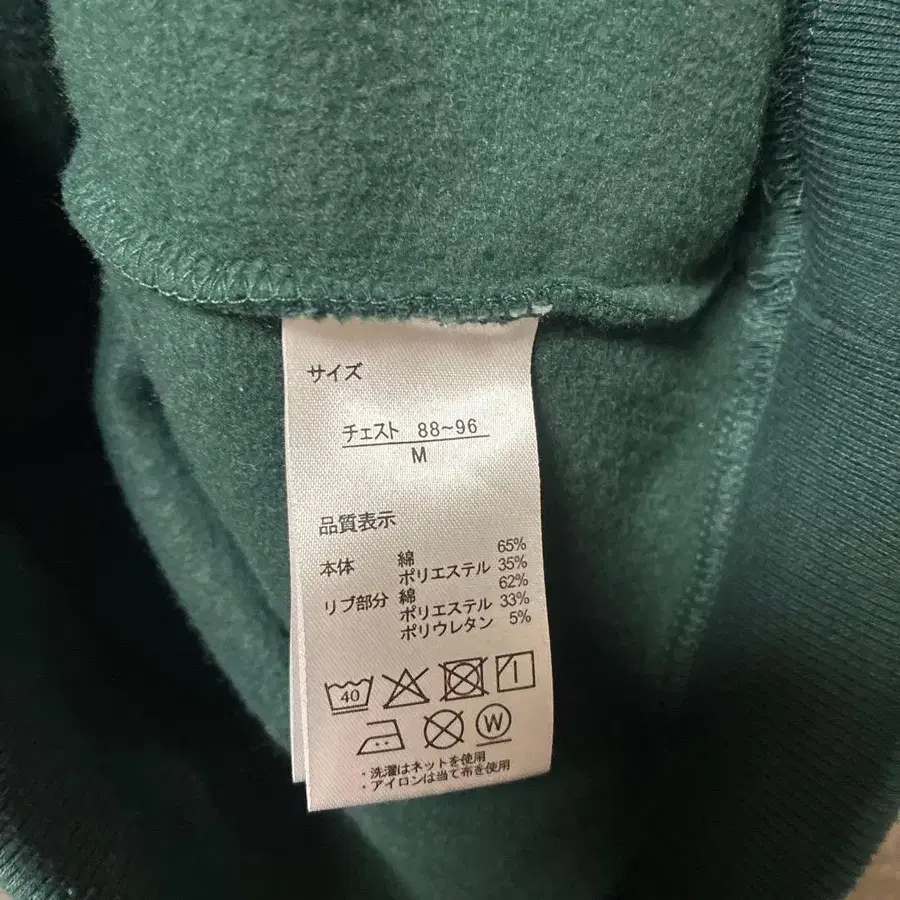 サイズ
チェスト 88~96
M
品質表示
65%
本体 綿
ポリエステル 35%
62%
リブ部分 綿
ポリエステル 33%
ポリウレタン 5%
40
W
・洗濯はネットを使用
・アイロンは当て布を使用